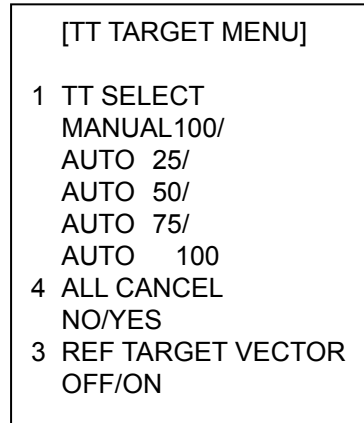 [TT TARGET MENU]
1 TT SELECT
MANUAL100/
AUTO 25/
AUTO 50/
AUTO 75/
AUTO 100
4 ALL CANCEL
NO/YES
3 REF TARGET VECTOR
OFF/ON